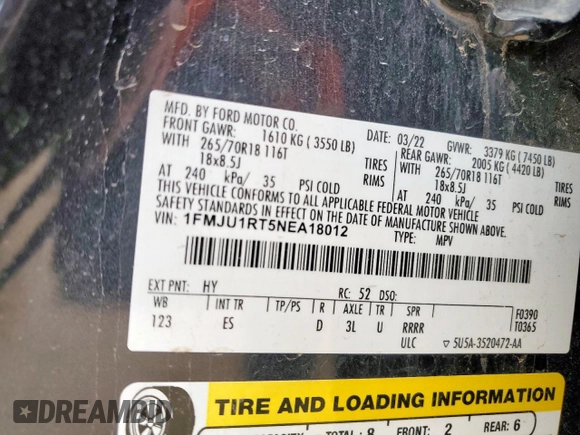 MFD. BY FORD MOTOR CO.
DATE: 03/22 GVWR: 3379 KG (7450 LB)
FRONT GAWR: 1610 KG (3550 LB) REAR GAWR: 2005 KG (4420 LB)
WITH 265/70R18 116T TIRES WITH 265/70R18 116T TIRES
18x8.5J RIMS 18x8.5J RIMS
AT 240 kPa/ 35 PSI COLD AT 240 kPa/ 35 PSI COLD
THIS VEHICLE CONFORMS TO ALL APPLICABLE FEDERAL MOTOR VEHICLE
SAFETY STANDARDS IN EFFECT ON THE DATE OF MANUFACTURE SHOWN ABOVE.
VIN: 1FMJU1RT5NEA18012
TYPE: MPV
EXT PNT: HY RC: 52 DSO:
WB INT TR TP/PS R AXLE TR SPR F0390
123 ES D 3L U RRRR T0365
ULC ▽ 5U5A-3520472-AA
TIRE AND LOADING INFORMATION
TOTAL: 8 FRONT: 2 REAR: 6
DREAMBID